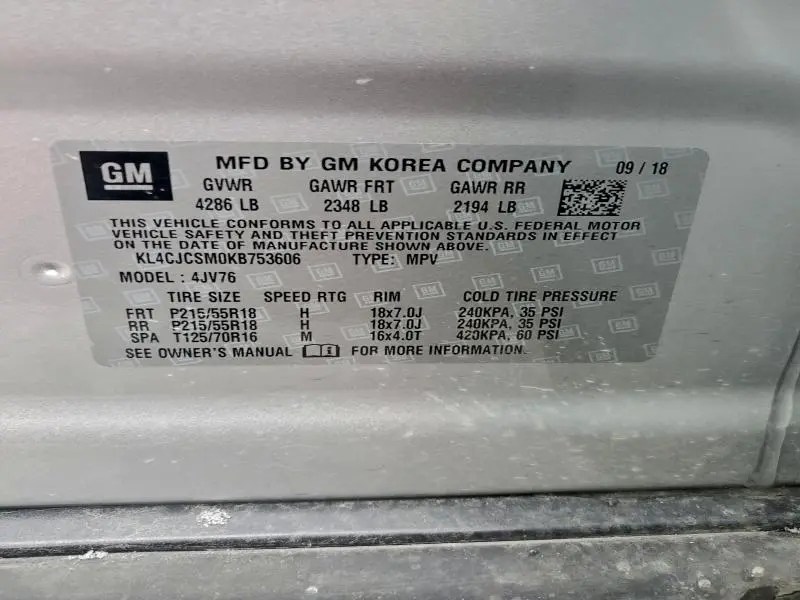 GM MFD BY GM KOREA COMPANY 09 / 18
GVWR GAWR FRT GAWR RR
4286 LB 2348 LB 2194 LB
THIS VEHICLE CONFORMS TO ALL APPLICABLE U.S. FEDERAL MOTOR
VEHICLE SAFETY AND THEFT PREVENTION STANDARDS IN EFFECT
ON THE DATE OF MANUFACTURE SHOWN ABOVE.
KL4CJCSM0KB753606 TYPE: MPV
MODEL : 4JV76
TIRE SIZE SPEED RTG RIM COLD TIRE PRESSURE
FRT P215/55R18 H 18x7.0J 240KPA, 35 PSI
RR P215/55R18 H 18x7.0J 240KPA, 35 PSI
SPA T125/70R16 M 16x4.0T 420KPA, 60 PSI
SEE OWNER'S MANUAL FOR MORE INFORMATION.